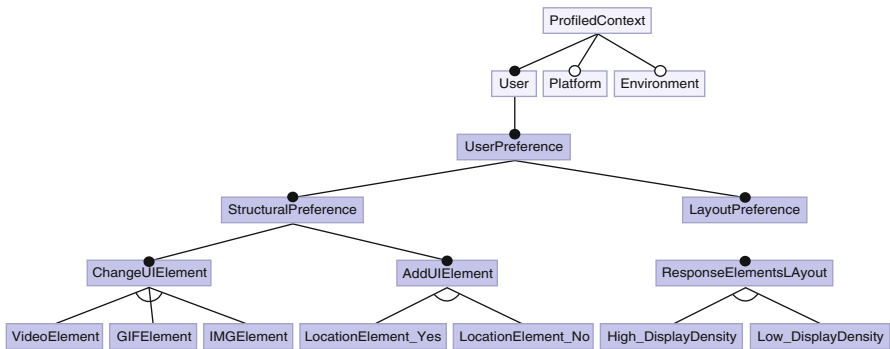 ProfiledContext
User
Platform
Environment
UserPreference
StructuralPreference
LayoutPreference
ChangeUIElement
AddUIElement
ResponseElementsLAyout
VideoElement
GIFElement
IMGElement
LocationElement_Yes
LocationElement_No
High_DisplayDensity
Low_DisplayDensity